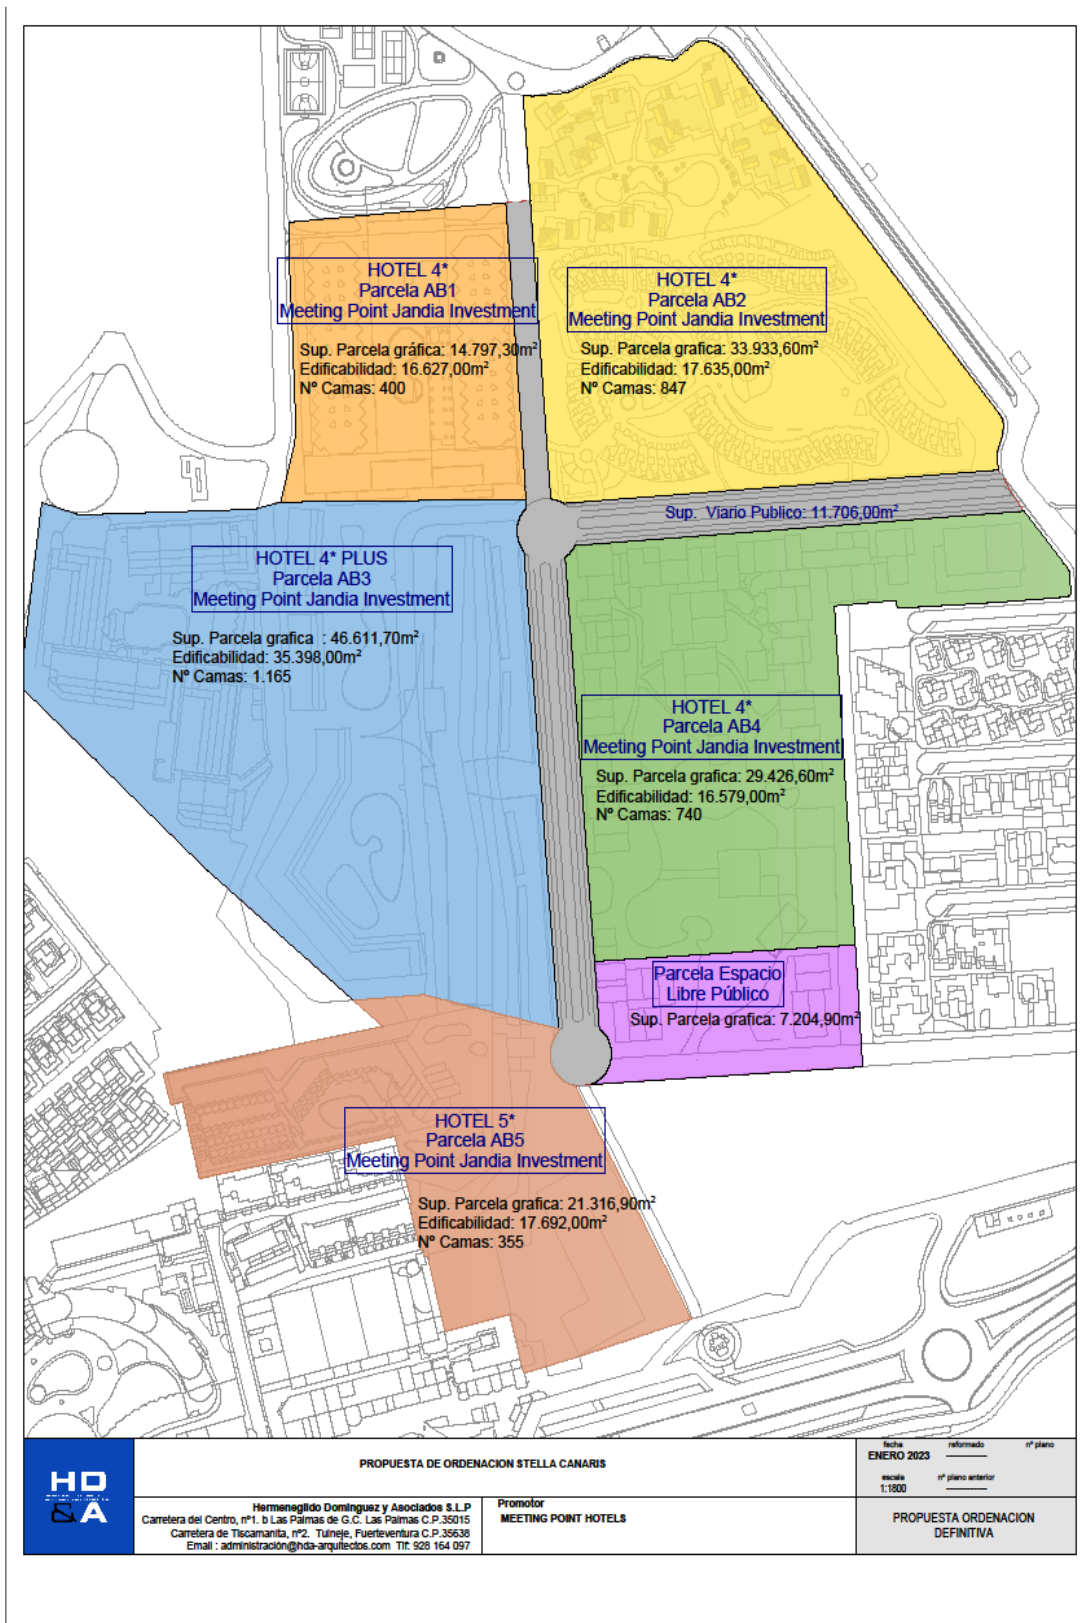 HOTEL 4*
Parcela AB1
Meeting Point Jandia Investment
Sup. Parcela gráfica: 14.797,30m²
Edificabilidad: 16.627,00m²
Nº Camas: 400
HOTEL 4*
Parcela AB2
Meeting Point Jandia Investment
Sup. Parcela grafica: 33.933,60m²
Edificabilidad: 17.635,00m²
Nº Camas: 847
Sup. Viario Publico: 11.706,00m²
HOTEL 4* PLUS
Parcela AB3
Meeting Point Jandia Investment
Sup. Parcela grafica : 46.611,70m²
Edificabilidad: 35.398,00m²
Nº Camas: 1.165
HOTEL 4*
Parcela AB4
Meeting Point Jandia Investment
Sup. Parcela grafica: 29.426,60m²
Edificabilidad: 16.579,00m²
Nº Camas: 740
Parcela Espacio
Libre Público
Sup. Parcela grafica: 7.204,90m²
HOTEL 5*
Parcela AB5
Meeting Point Jandia Investment
Sup. Parcela grafica: 21.316,90m²
Edificabilidad: 17.692,00m²
Nº Camas: 355
HD
&A
PROPUESTA DE ORDENACION STELLA CANARIS
Hermenegildo Dominguez y Asociados S.L.P
Carretera del Centro, nº1. b Las Palmas de G.C. Las Palmas C.P.35015
Carretera de Tiscamanita, nº2. Tuineje, Fuerteventura C.P.35638
Email : administración@hda-arquitectos.com Tlf: 928 164 097
Promotor
MEETING POINT HOTELS
fecha reformado nº plano
ENERO 2023
escala nº plano anterior
1:1800
PROPUESTA ORDENACION
DEFINITIVA